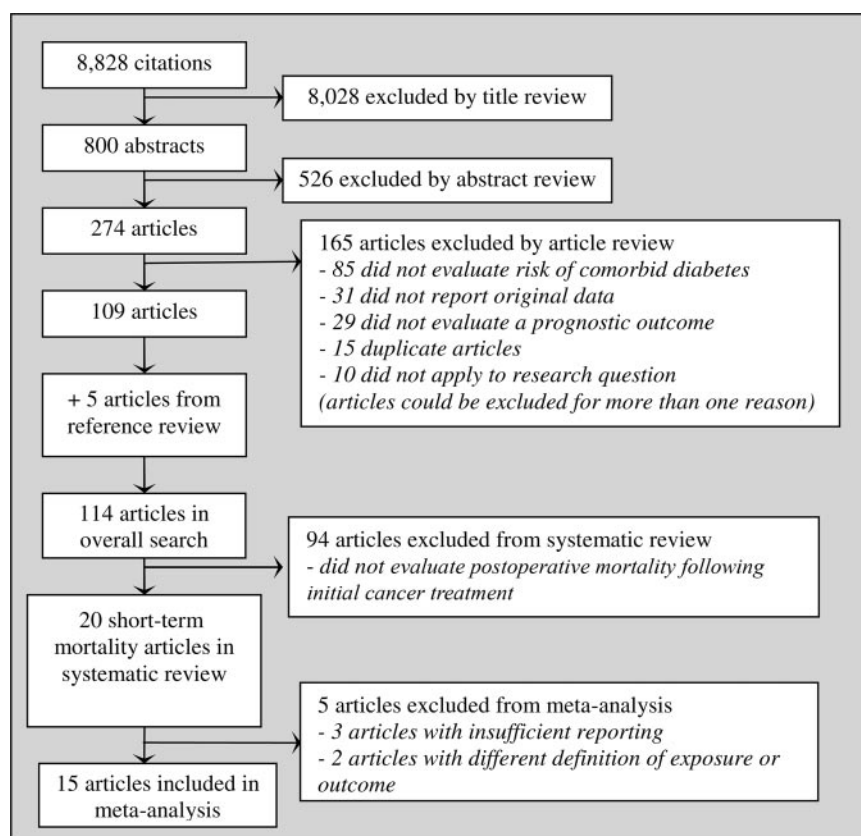 8,828 citations
8,028 excluded by title review
800 abstracts
526 excluded by abstract review
274 articles
165 articles excluded by article review
- 85 did not evaluate risk of comorbid diabetes
- 31 did not report original data
- 29 did not evaluate a prognostic outcome
- 15 duplicate articles
- 10 did not apply to research question
(articles could be excluded for more than one reason)
109 articles
+ 5 articles from
reference review
114 articles in
overall search
94 articles excluded from systematic review
- did not evaluate postoperative mortality following
initial cancer treatment
20 short-term
mortality articles in
systematic review
5 articles excluded from meta-analysis
- 3 articles with insufficient reporting
- 2 articles with different definition of exposure or
outcome
15 articles included in
meta-analysis